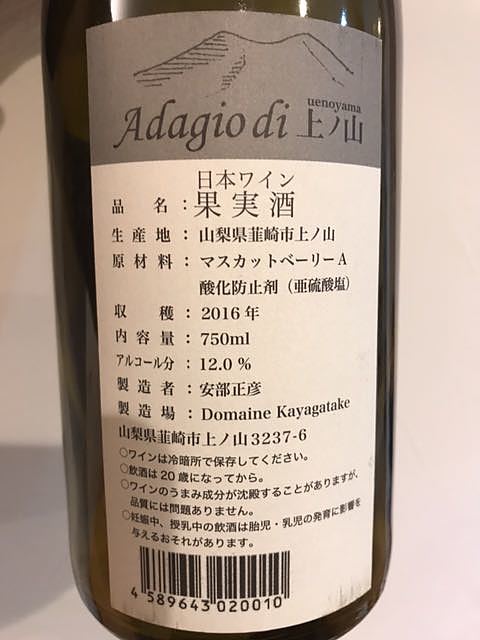 Adagio di 上ノ山
uenoyama
日本ワイン
品名：果実酒
生産地：山梨県韮崎市上ノ山
原材料：マスカットベーリーA
酸化防止剤（亜硫酸塩）
収穫：2016年
内容量：750ml
アルコール分：12.0 %
製造者：安部正彦
製造場：Domaine Kayagatake
山梨県韮崎市上ノ山3237-6
○ワインは冷暗所で保存してください。
○飲酒は20歳になってから。
○ワインのうまみ成分が沈殿することがありますが、
品質には問題ありません。
○妊娠中、授乳中の飲酒は胎児・乳児の発育に影響を
与えるおそれがあります。
4 589643 020010